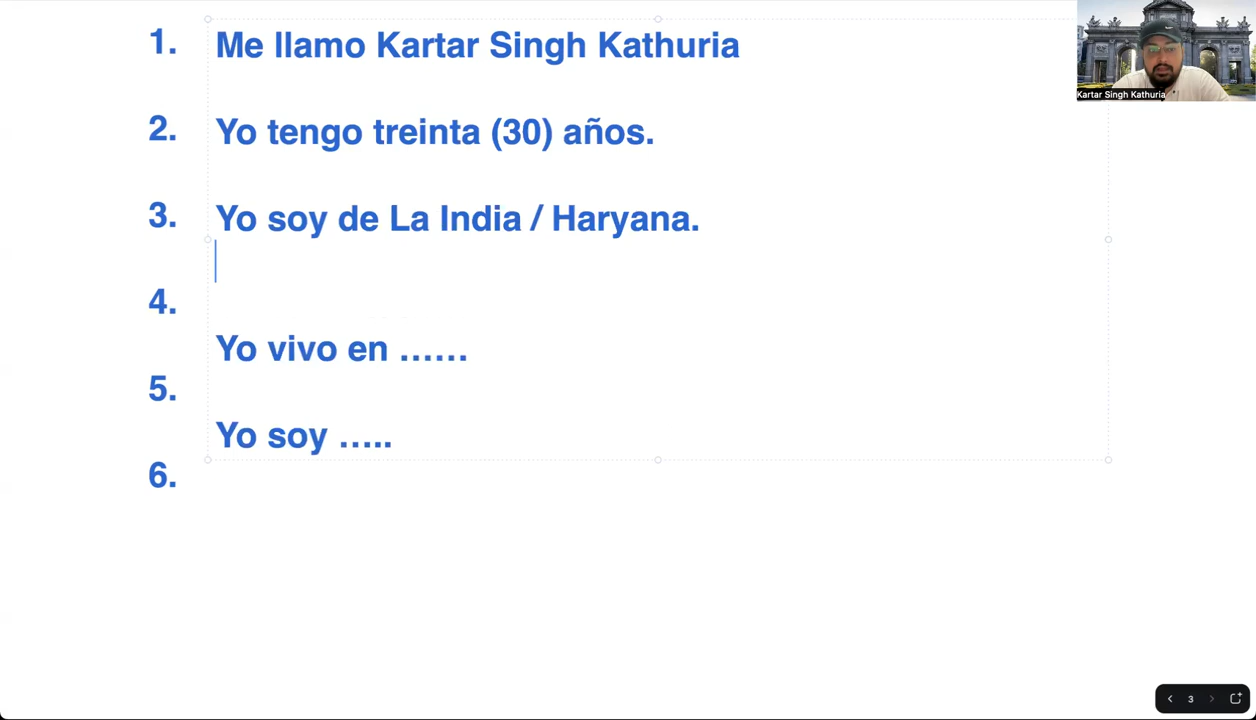 1. Me llamo Kartar Singh Kathuria
2. Yo tengo treinta (30) años.
3. Yo soy de La India / Haryana.
4.
Yo vivo en ……
5.
Yo soy …..
6.
Kartar Singh Kathuria
3